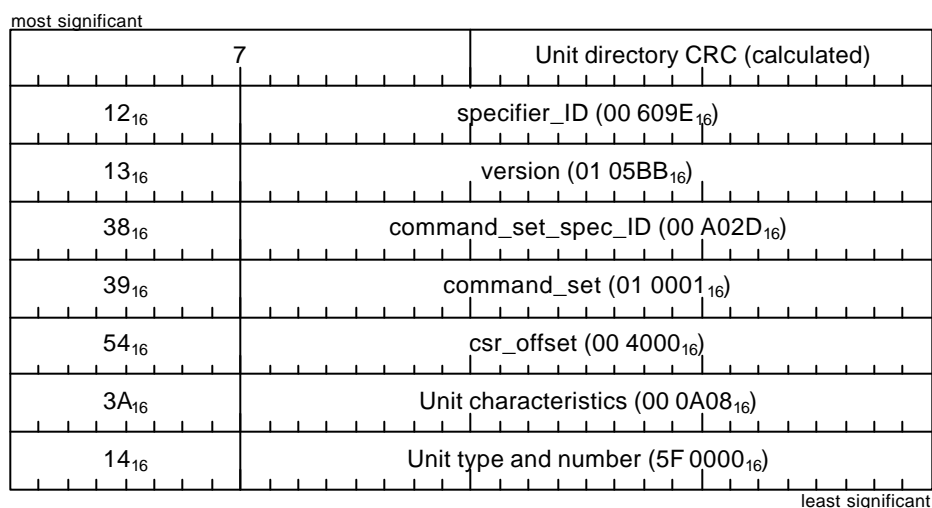 most significant
7 Unit directory CRC (calculated)
12₁₆ specifier_ID (00 609E₁₆)
13₁₆ version (01 05BB₁₆)
38₁₆ command_set_spec_ID (00 A02D₁₆)
39₁₆ command_set (01 0001₁₆)
54₁₆ csr_offset (00 4000₁₆)
3A₁₆ Unit characteristics (00 0A08₁₆)
14₁₆ Unit type and number (5F 0000₁₆)
least significant